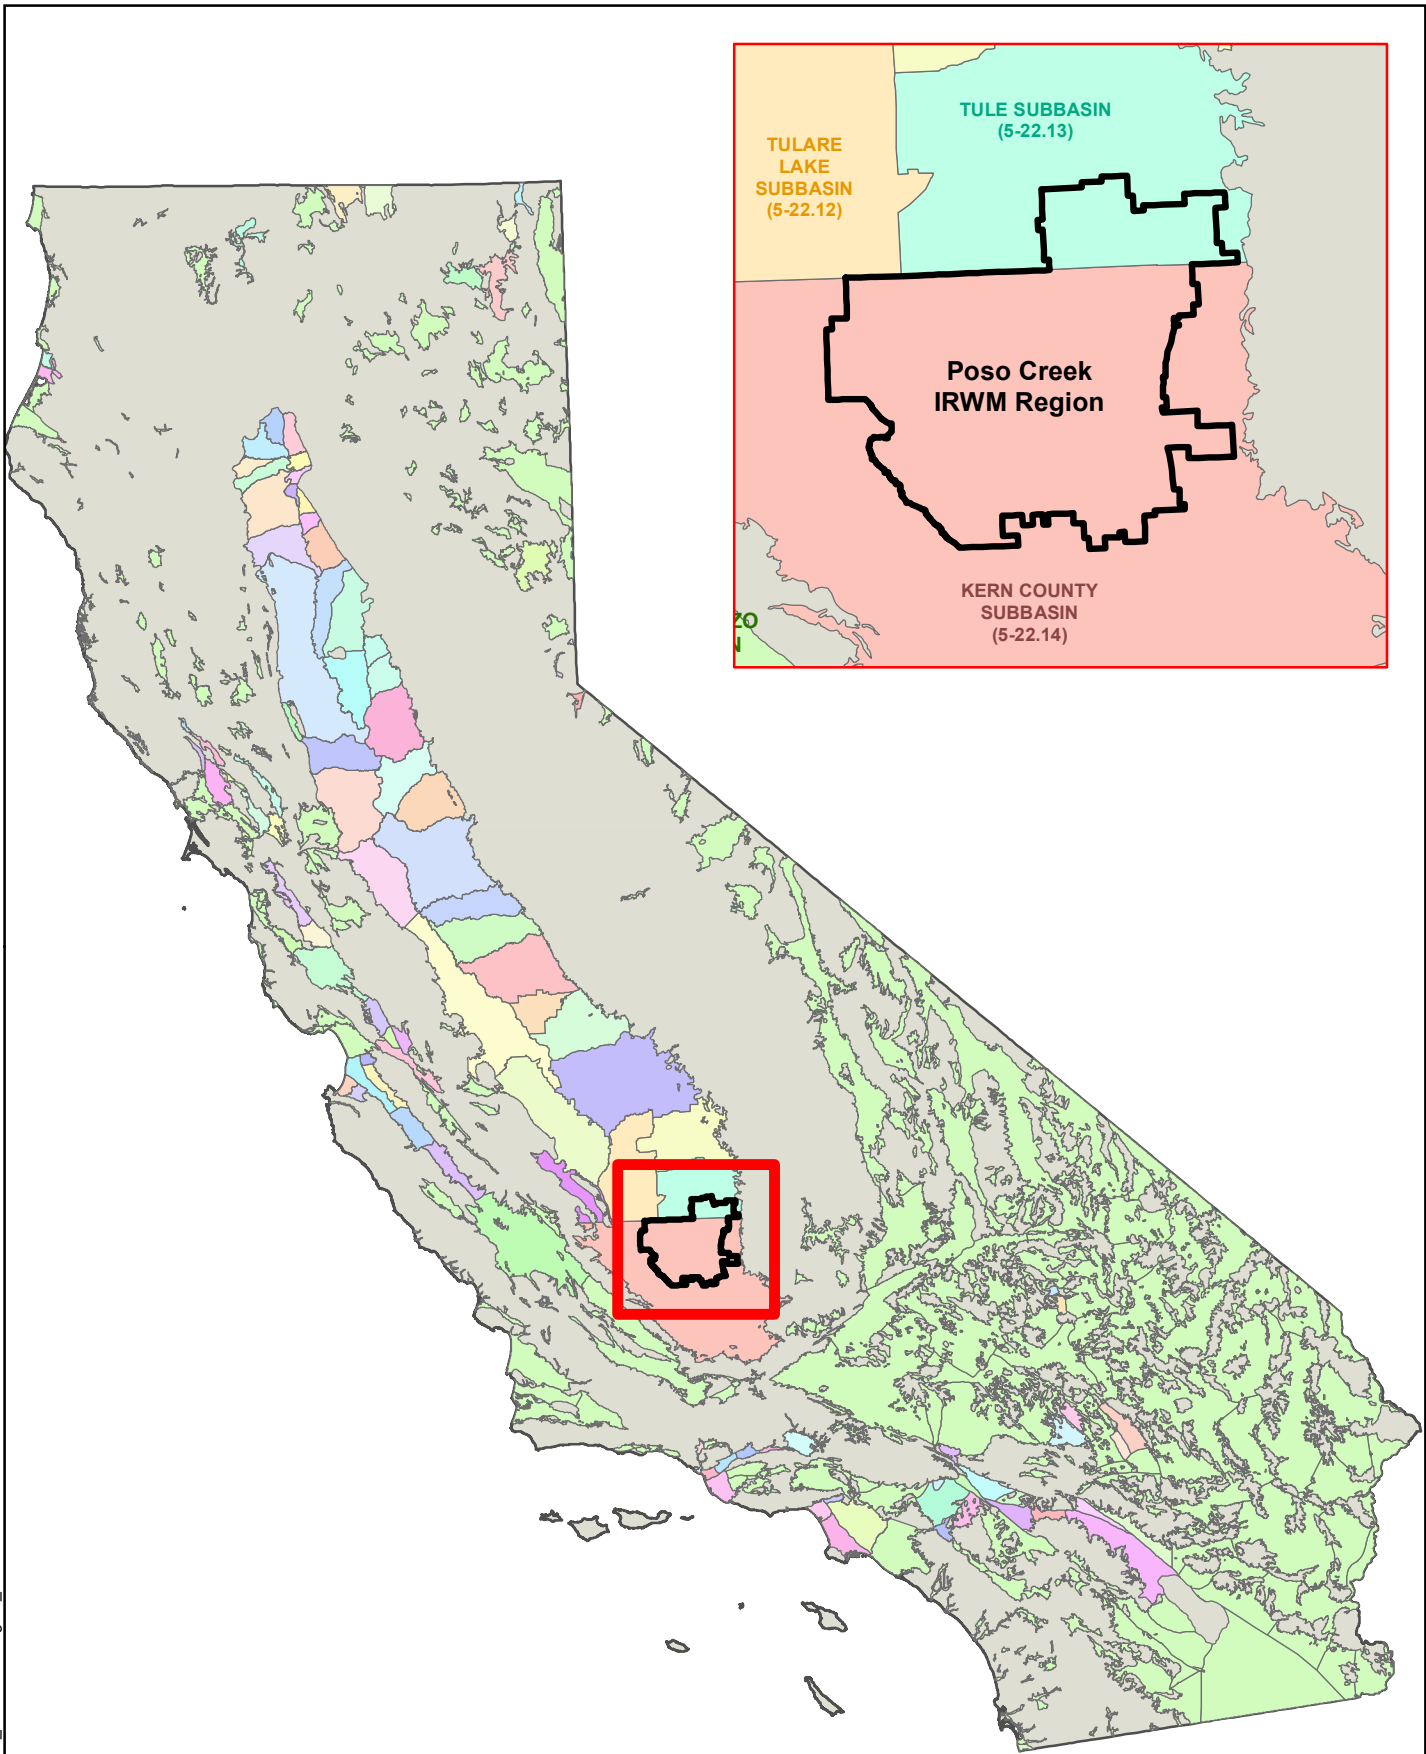 TULE SUBBASIN
(5-22.13)
TULARE
LAKE
SUBBASIN
(5-22.12)
Poso Creek
IRWM Region
KERN COUNTY
SUBBASIN
(5-22.14)
ZO
N